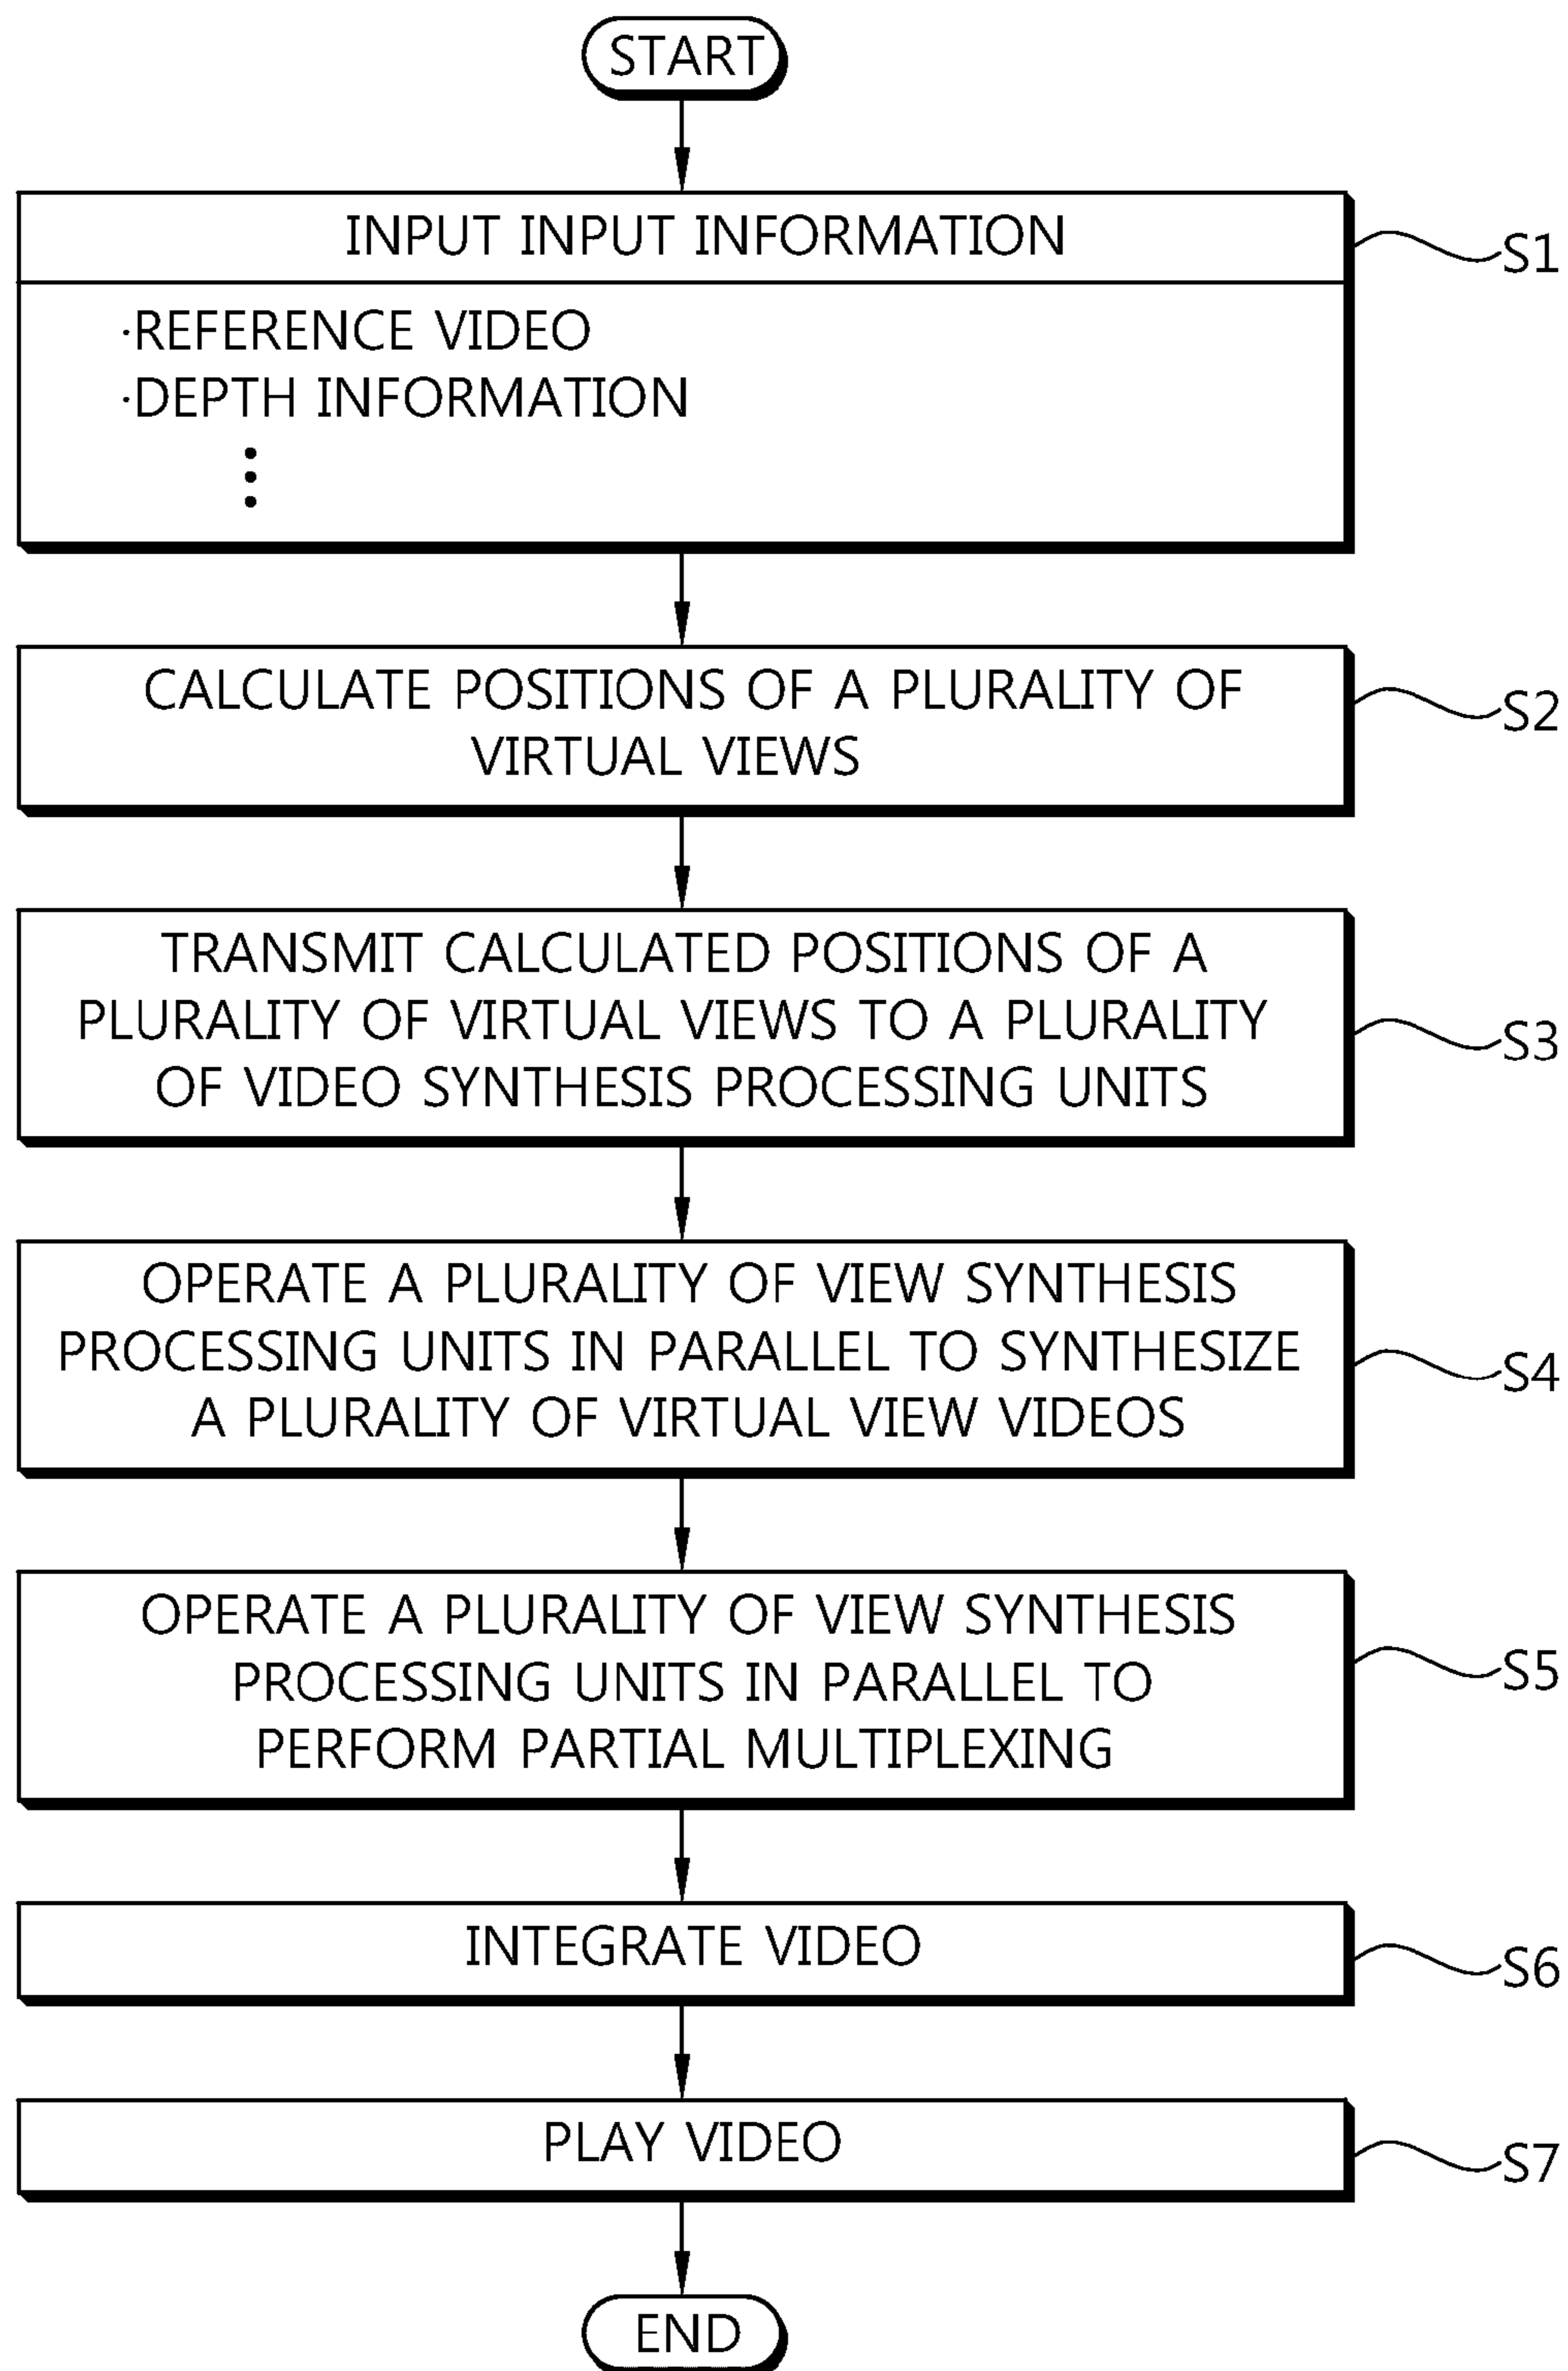 START
INPUT INPUT INFORMATION
S1
·REFERENCE VIDEO
·DEPTH INFORMATION
CALCULATE POSITIONS OF A PLURALITY OF
VIRTUAL VIEWS
S2
TRANSMIT CALCULATED POSITIONS OF A
PLURALITY OF VIRTUAL VIEWS TO A PLURALITY
OF VIDEO SYNTHESIS PROCESSING UNITS
S3
OPERATE A PLURALITY OF VIEW SYNTHESIS
PROCESSING UNITS IN PARALLEL TO SYNTHESIZE
A PLURALITY OF VIRTUAL VIEW VIDEOS
S4
OPERATE A PLURALITY OF VIEW SYNTHESIS
PROCESSING UNITS IN PARALLEL TO
PERFORM PARTIAL MULTIPLEXING
S5
INTEGRATE VIDEO
S6
PLAY VIDEO
S7
END